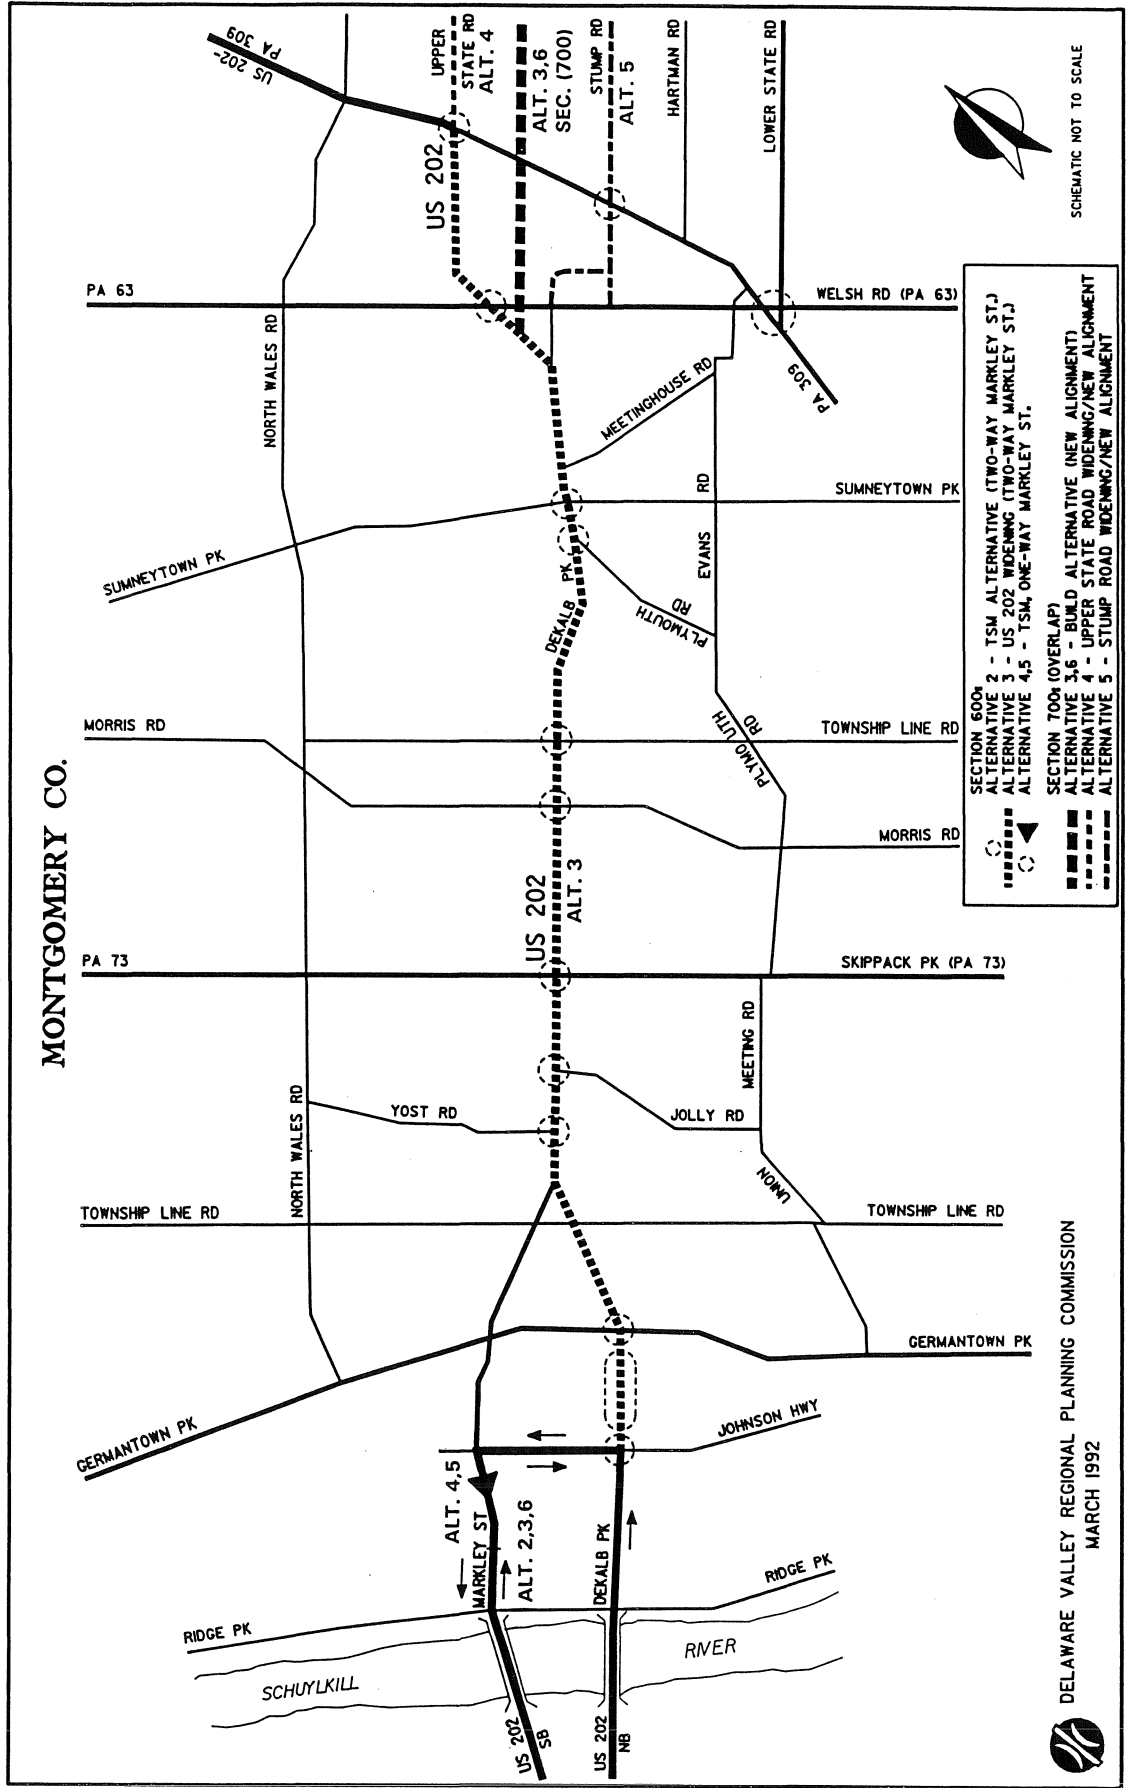 MONTGOMERY CO.
US 202-
PA 309
UPPER
STATE RD
ALT. 4
ALT. 3,6
SEC. (700)
STUMP RD
ALT. 5
HARTMAN RD
LOWER STATE RD
US 202
PA 63
WELSH RD (PA 63)
NORTH WALES RD
MEETINGHOUSE RD
PA 309
SUMNEYTOWN PK
SUMNEYTOWN PK
EVANS RD
PLYMOUTH
RD
DEKALB PK
MORRIS RD
TOWNSHIP LINE RD
PLYMOUTH
RD
MORRIS RD
US 202
ALT. 3
PA 73
SKIPPACK PK (PA 73)
MEETING RD
NORTH WALES RD
YOST RD
JOLLY RD
UNION
TOWNSHIP LINE RD
TOWNSHIP LINE RD
GERMANTOWN PK
GERMANTOWN PK
JOHNSON HWY
ALT. 4,5
MARKLEY ST
ALT. 2,3,6
DEKALB PK
RIDGE PK
RIDGE PK
SCHUYLKILL
RIVER
US 202
SB
US 202
NB
SCHEMATIC NOT TO SCALE
SECTION 600:
ALTERNATIVE 2 - TSM ALTERNATIVE (TWO-WAY MARKLEY ST.)
ALTERNATIVE 3 - US 202 WIDENING (TWO-WAY MARKLEY ST.)
ALTERNATIVE 4,5 - TSM, ONE-WAY MARKLEY ST.
SECTION 700: (OVERLAP)
ALTERNATIVE 3,6 - BUILD ALTERNATIVE (NEW ALIGNMENT)
ALTERNATIVE 4 - UPPER STATE ROAD WIDENING/NEW ALIGNMENT
ALTERNATIVE 5 - STUMP ROAD WIDENING/NEW ALIGNMENT
DELAWARE VALLEY REGIONAL PLANNING COMMISSION
MARCH 1992